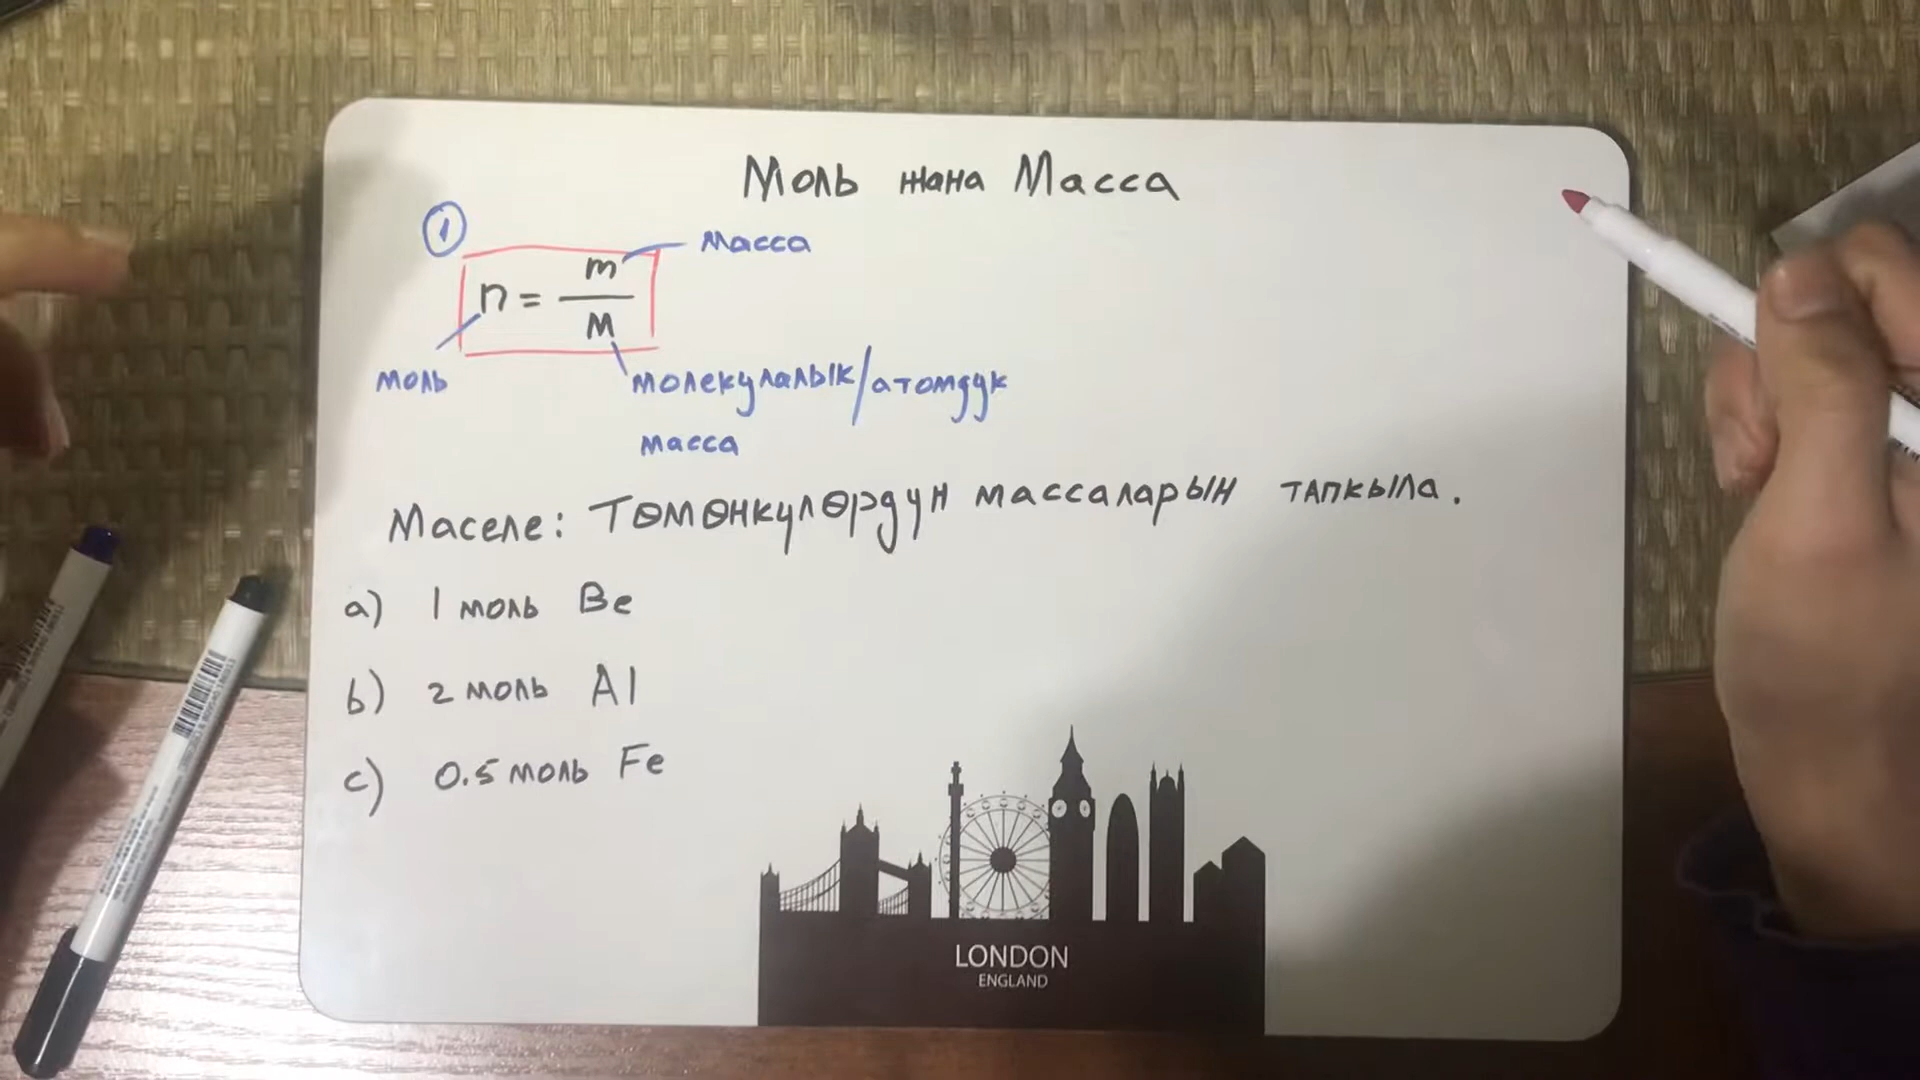 Моль жана Масса
1
Масса
n = m/M
моль
молекулалык/атомдук
масса
Маселе: Төмөнкүлөрдүн массаларын тапкыла.
a) 1 моль Be
b) 2 моль Al
c) 0.5 моль Fe
LONDON
ENGLAND